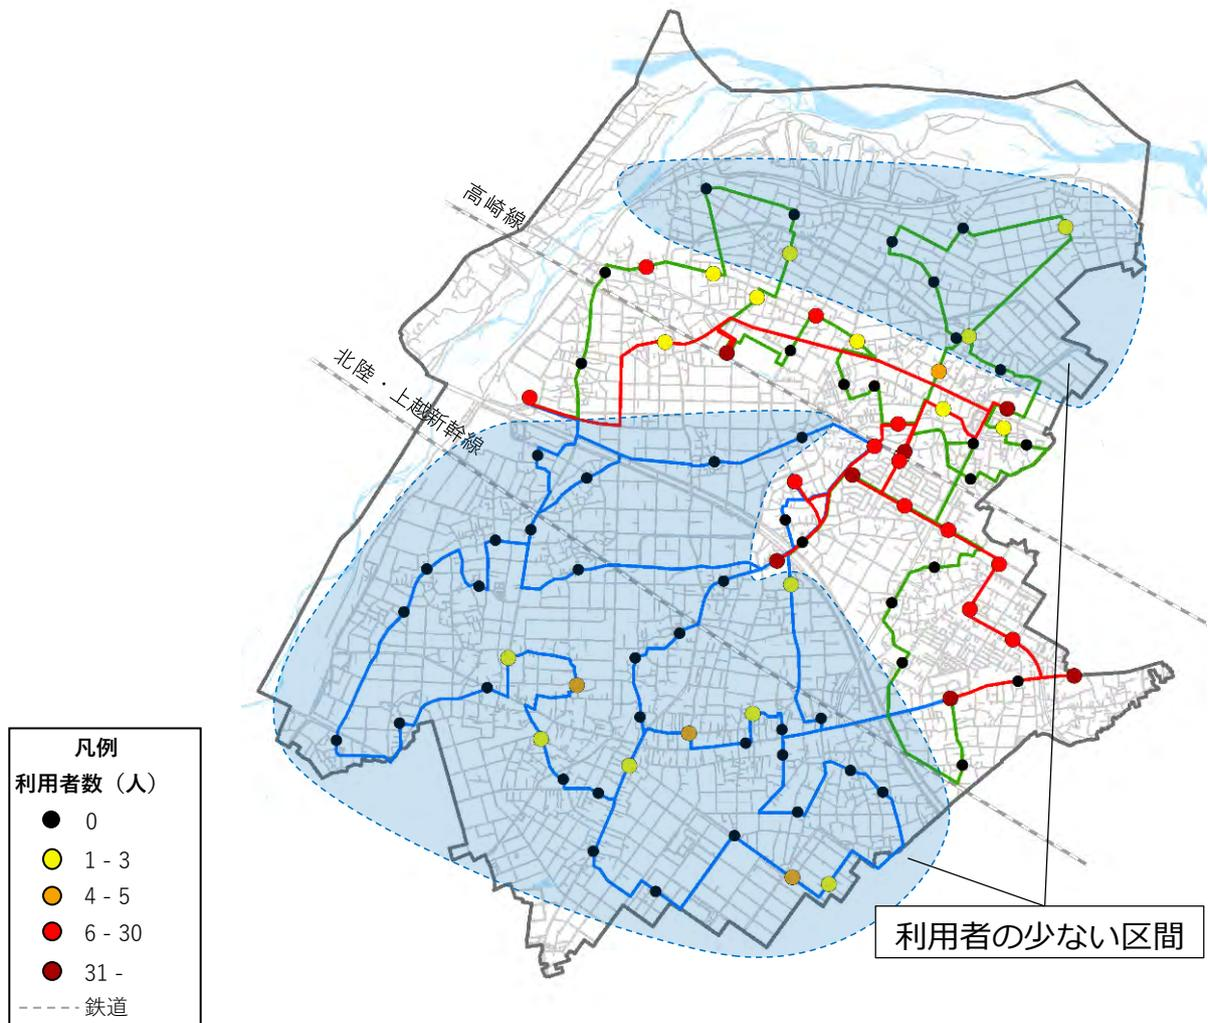 高崎線
北陸・上越新幹線
凡例
利用者数（人）
0
1 - 3
4 - 5
6 - 30
31 -
鉄道
利用者の少ない区間